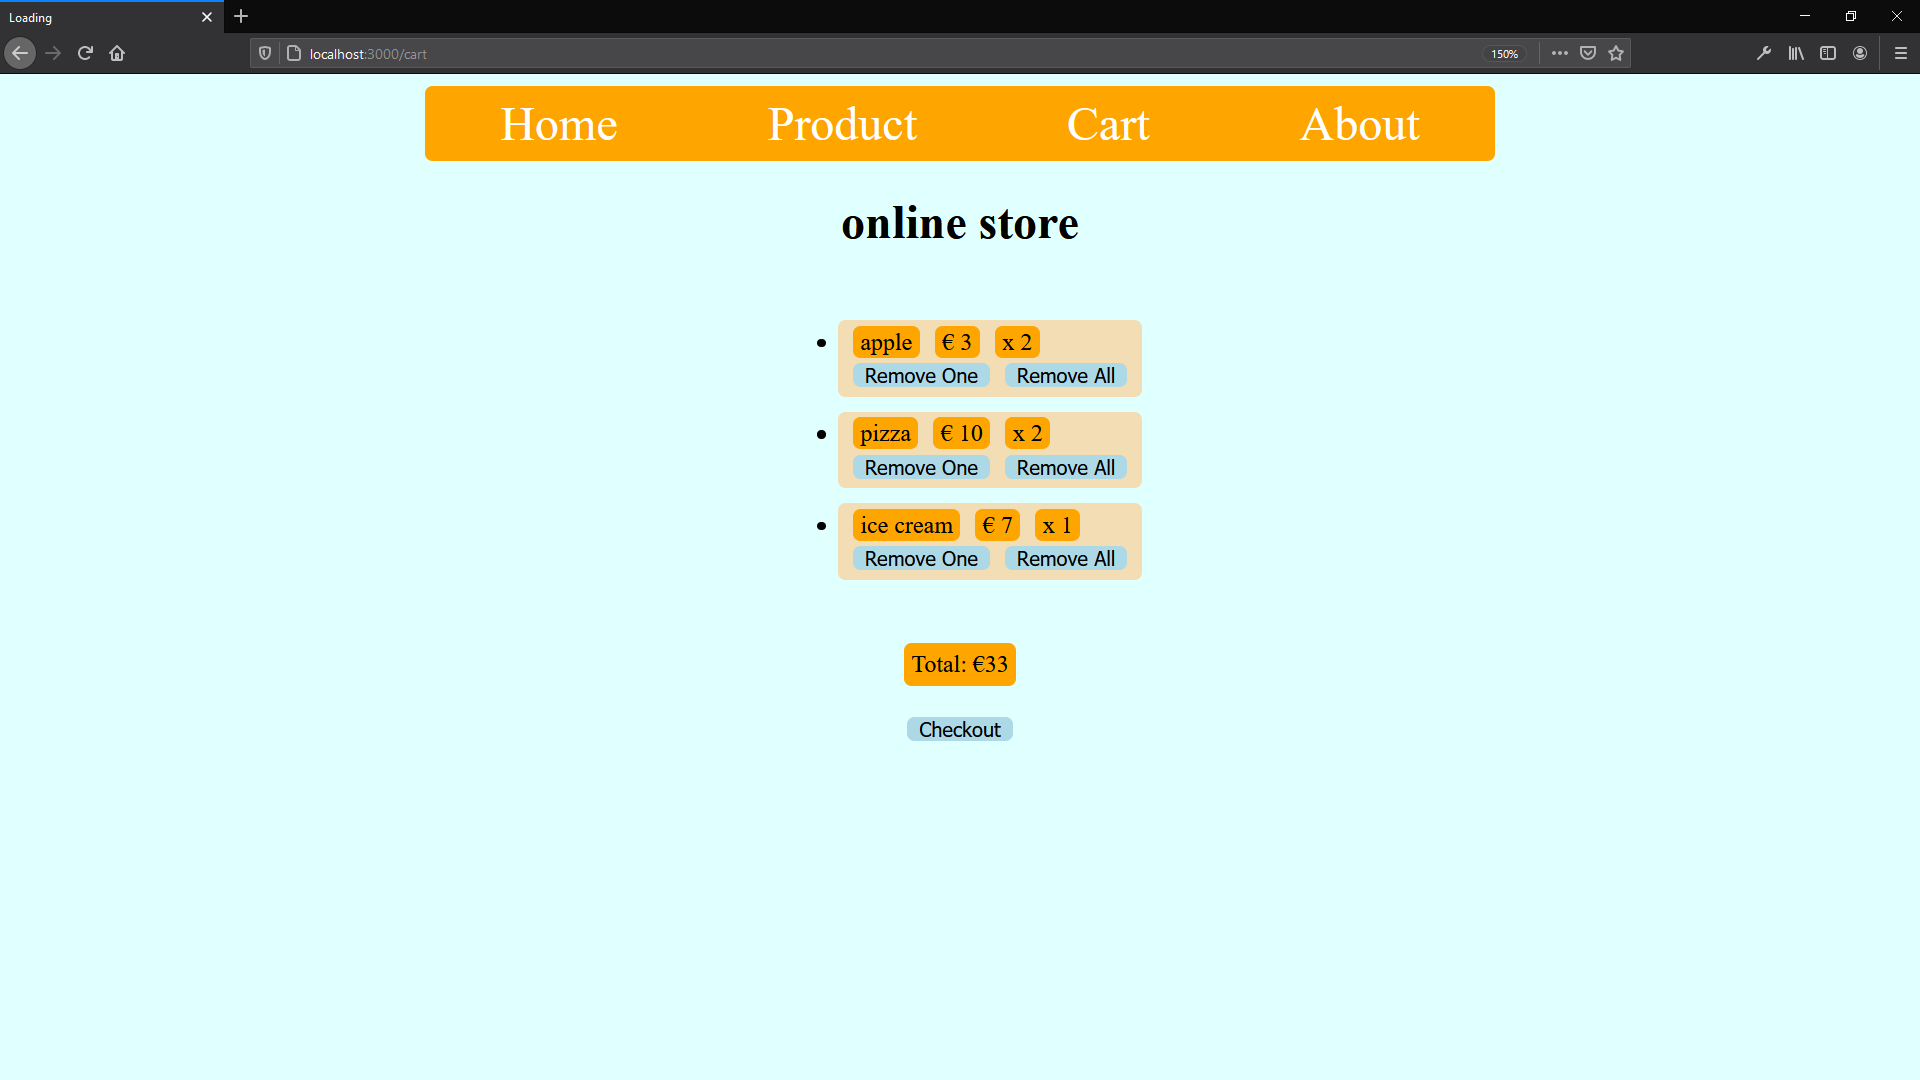 Loading
localhost:3000/cart
150%
Home Product Cart About
online store
apple € 3 x 2
Remove One Remove All
pizza € 10 x 2
Remove One Remove All
ice cream € 7 x 1
Remove One Remove All
Total: €33
Checkout